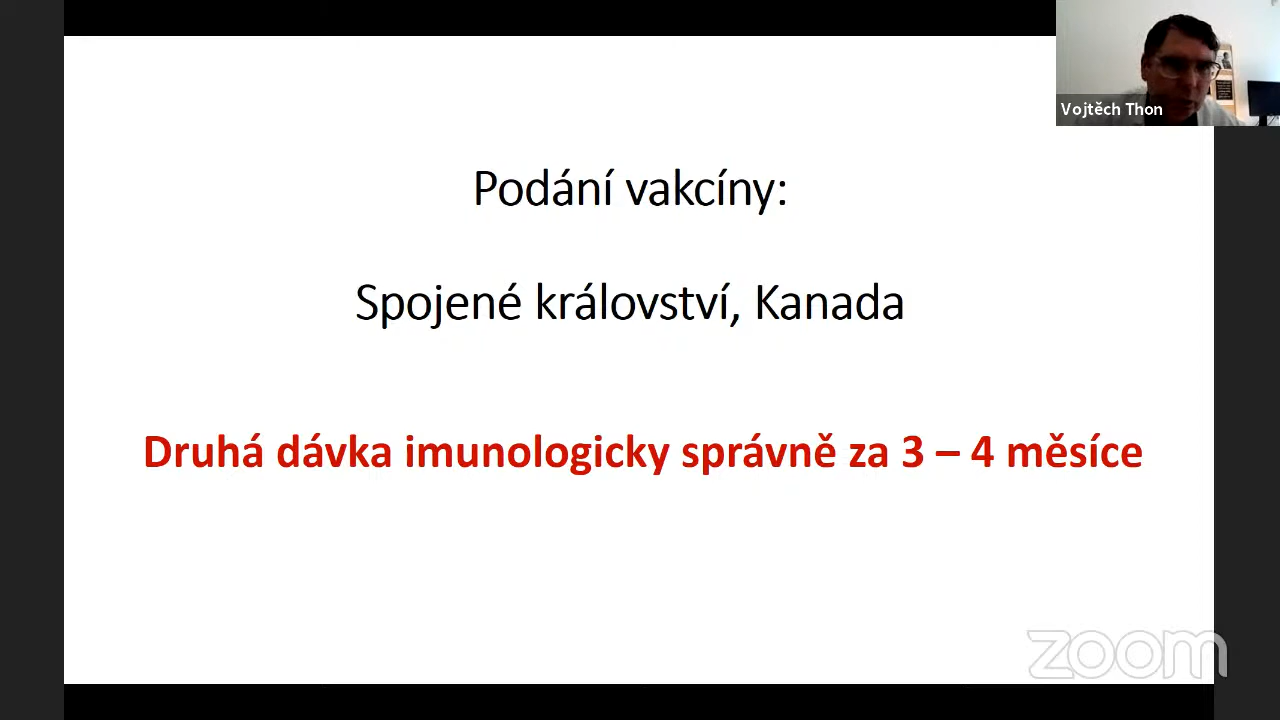 Vojtěch Thon
Podání vakcíny:
Spojené království, Kanada
Druhá dávka imunologicky správně za 3 – 4 měsíce
zoom